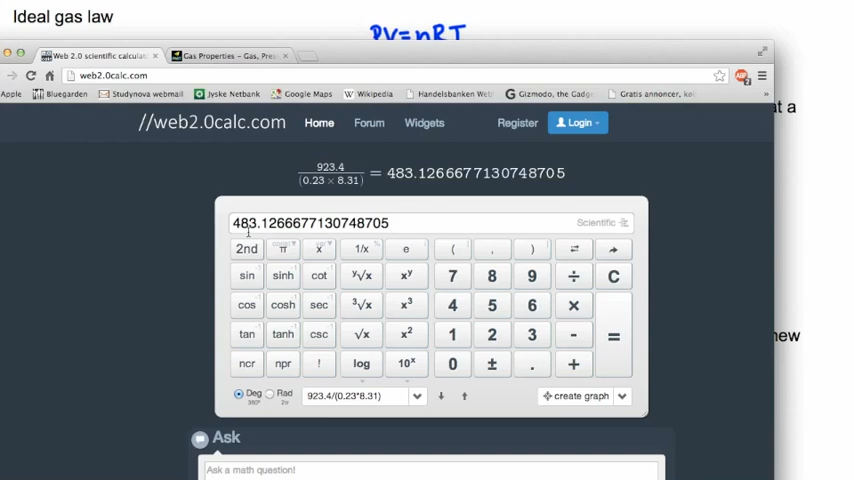 Ideal gas law
PV=nRT
Web 2.0 scientific calculat
Gas Properties - Gas, Pres
web2.0calc.com
Apple
Bluegarden
Studynova webmail
Jyske Netbank
Google Maps
Wikipedia
Handelsbanken Web
Gizmodo, the Gadg
Gratis annoncer, kø
at a
//web2.0calc.com
Home
Forum
Widgets
Register
Login
923.4
(0.23 × 8.31)
= 483.1266677130748705
483.1266677130748705
Scientific
2nd π x 1/x e ( , )
sin sinh cot ʸ√x xʸ 7 8 9 ÷ C
cos cosh sec ³√x x³ 4 5 6 ×
tan tanh csc √x x² 1 2 3 - =
new
ncr npr ! log 10ˣ 0 ± . +
Deg
360°
Rad
2π
923.4/(0.23*8.31)
create graph
Ask
Ask a math question!